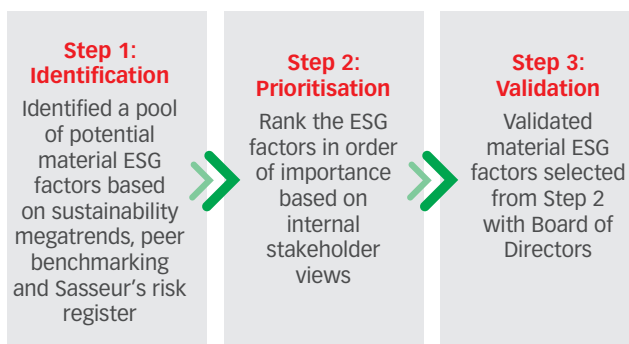 Step 1:
Identification
Identified a pool
of potential
material ESG
factors based
on sustainability
megatrends, peer
benchmarking
and Sasseur's risk
register
Step 2:
Prioritisation
Rank the ESG
factors in order
of importance
based on
internal
stakeholder
views
Step 3:
Validation
Validated
material ESG
factors selected
from Step 2
with Board of
Directors